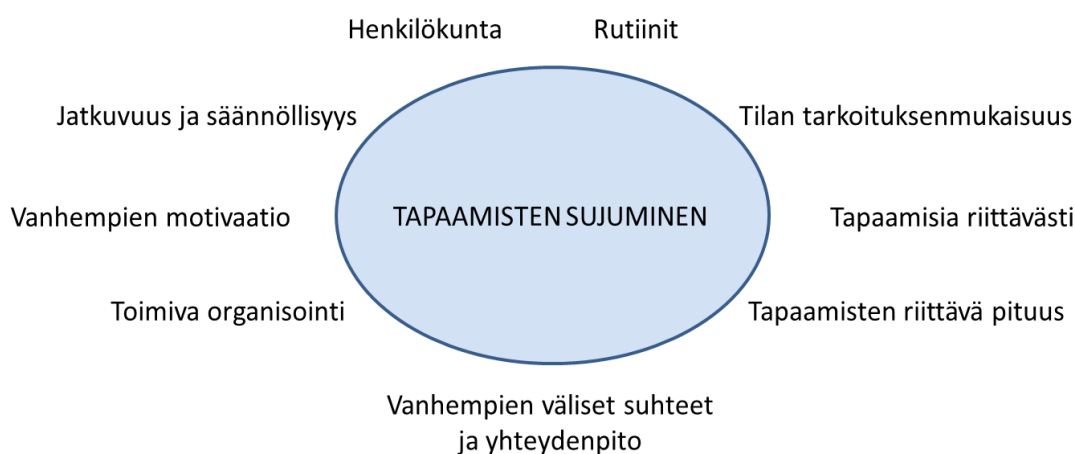 Henkilökunta Rutiinit
Jatkuvuus ja säännöllisyys Tilan tarkoituksenmukaisuus
Vanhempien motivaatio TAPAAMISTEN SUJUMINEN Tapaamisia riittävästi
Toimiva organisointi Tapaamisten riittävä pituus
Vanhempien väliset suhteet
ja yhteydenpito